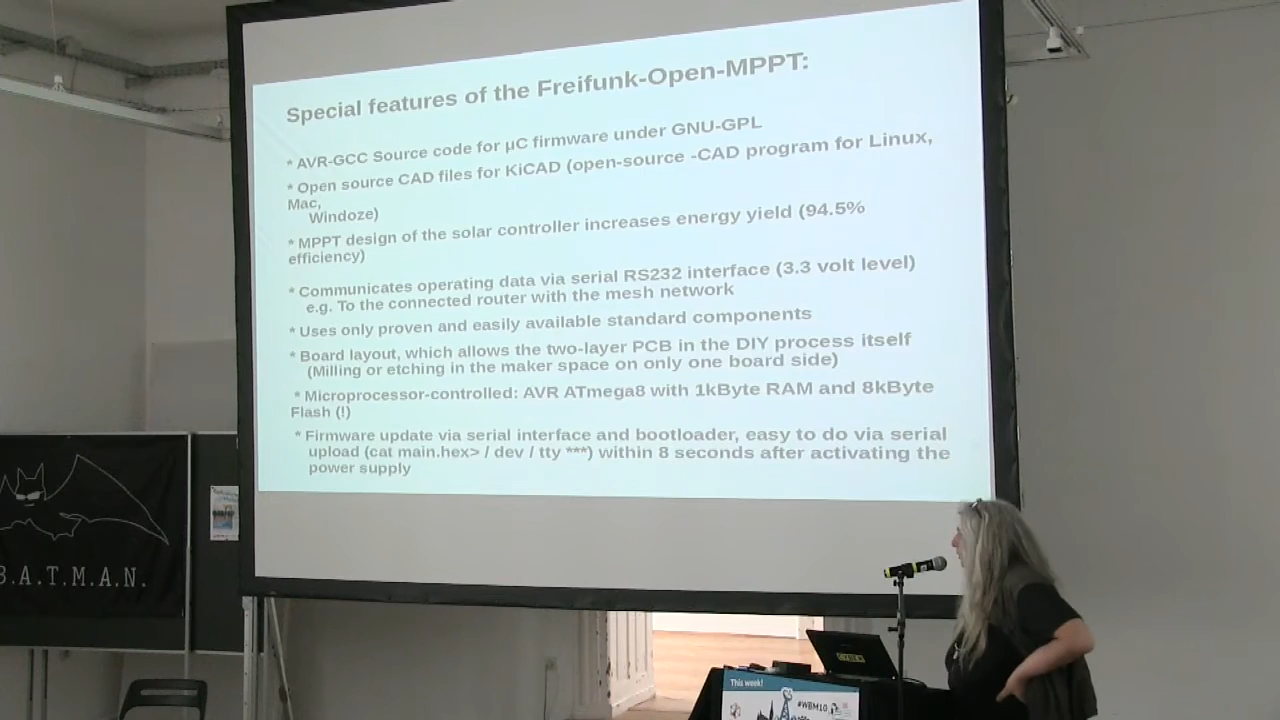 Special features of the Freifunk-Open-MPPT:
* AVR-GCC Source code for µC firmware under GNU-GPL
* Open source CAD files for KiCAD (open-source -CAD program for Linux,
Mac,
Windoze)
* MPPT design of the solar controller increases energy yield (94.5%
efficiency)
* Communicates operating data via serial RS232 interface (3.3 volt level)
e.g. To the connected router with the mesh network
* Uses only proven and easily available standard components
* Board layout, which allows the two-layer PCB in the DIY process itself
(Milling or etching in the maker space on only one board side)
* Microprocessor-controlled: AVR ATmega8 with 1kByte RAM and 8kByte
Flash (!)
* Firmware update via serial interface and bootloader, easy to do via serial
upload (cat main.hex> / dev / tty ***) within 8 seconds after activating the
power supply
B.A.T.M.A.N.
This week!
#WBM10